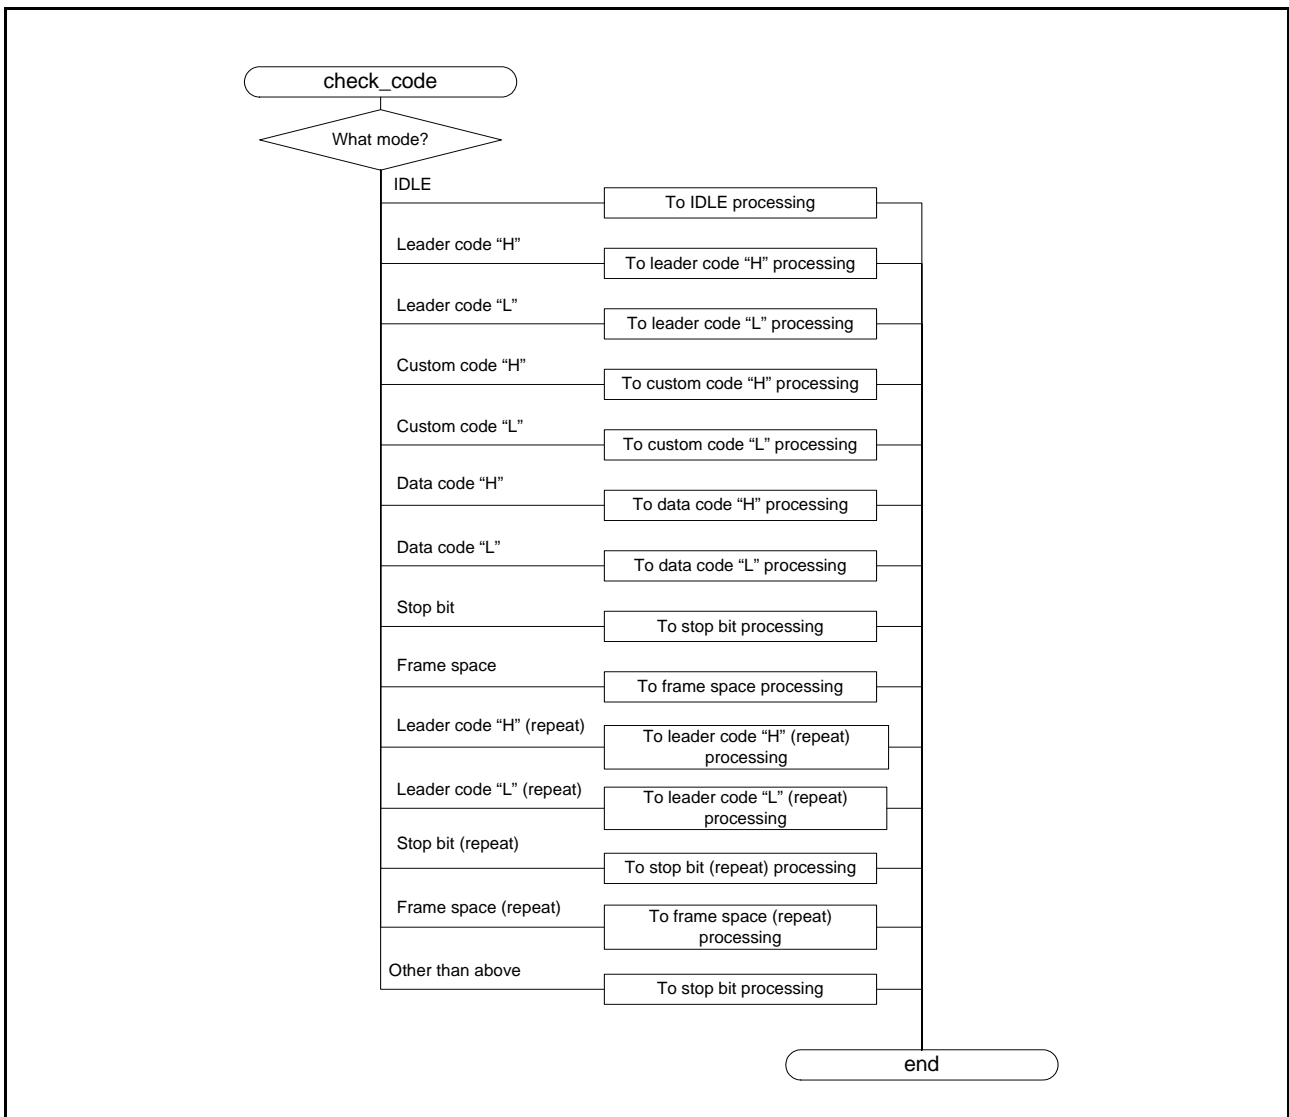 check_code
What mode?
IDLE
To IDLE processing
Leader code “H”
To leader code “H” processing
Leader code “L”
To leader code “L” processing
Custom code “H”
To custom code “H” processing
Custom code “L”
To custom code “L” processing
Data code “H”
To data code “H” processing
Data code “L”
To data code “L” processing
Stop bit
To stop bit processing
Frame space
To frame space processing
Leader code “H” (repeat)
To leader code “H” (repeat)
processing
Leader code “L” (repeat)
To leader code “L” (repeat)
processing
Stop bit (repeat)
To stop bit (repeat) processing
Frame space (repeat)
To frame space (repeat)
processing
Other than above
To stop bit processing
end